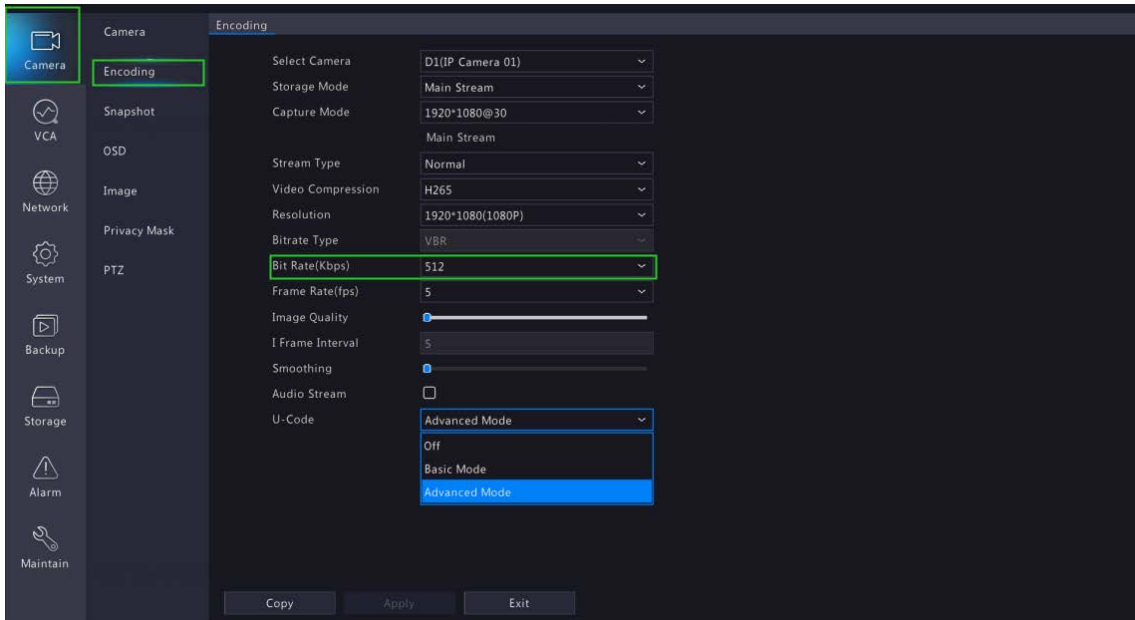 Camera
VCA
Network
System
Backup
Storage
Alarm
Maintain
Camera
Encoding
Snapshot
OSD
Image
Privacy Mask
PTZ
Encoding
Select Camera D1(IP Camera 01)
Storage Mode Main Stream
Capture Mode 1920*1080@30
Main Stream
Stream Type Normal
Video Compression H265
Resolution 1920*1080(1080P)
Bitrate Type VBR
Bit Rate(Kbps) 512
Frame Rate(fps) 5
Image Quality
I Frame Interval 5
Smoothing
Audio Stream
U-Code Advanced Mode
Off
Basic Mode
Advanced Mode
Copy Apply Exit